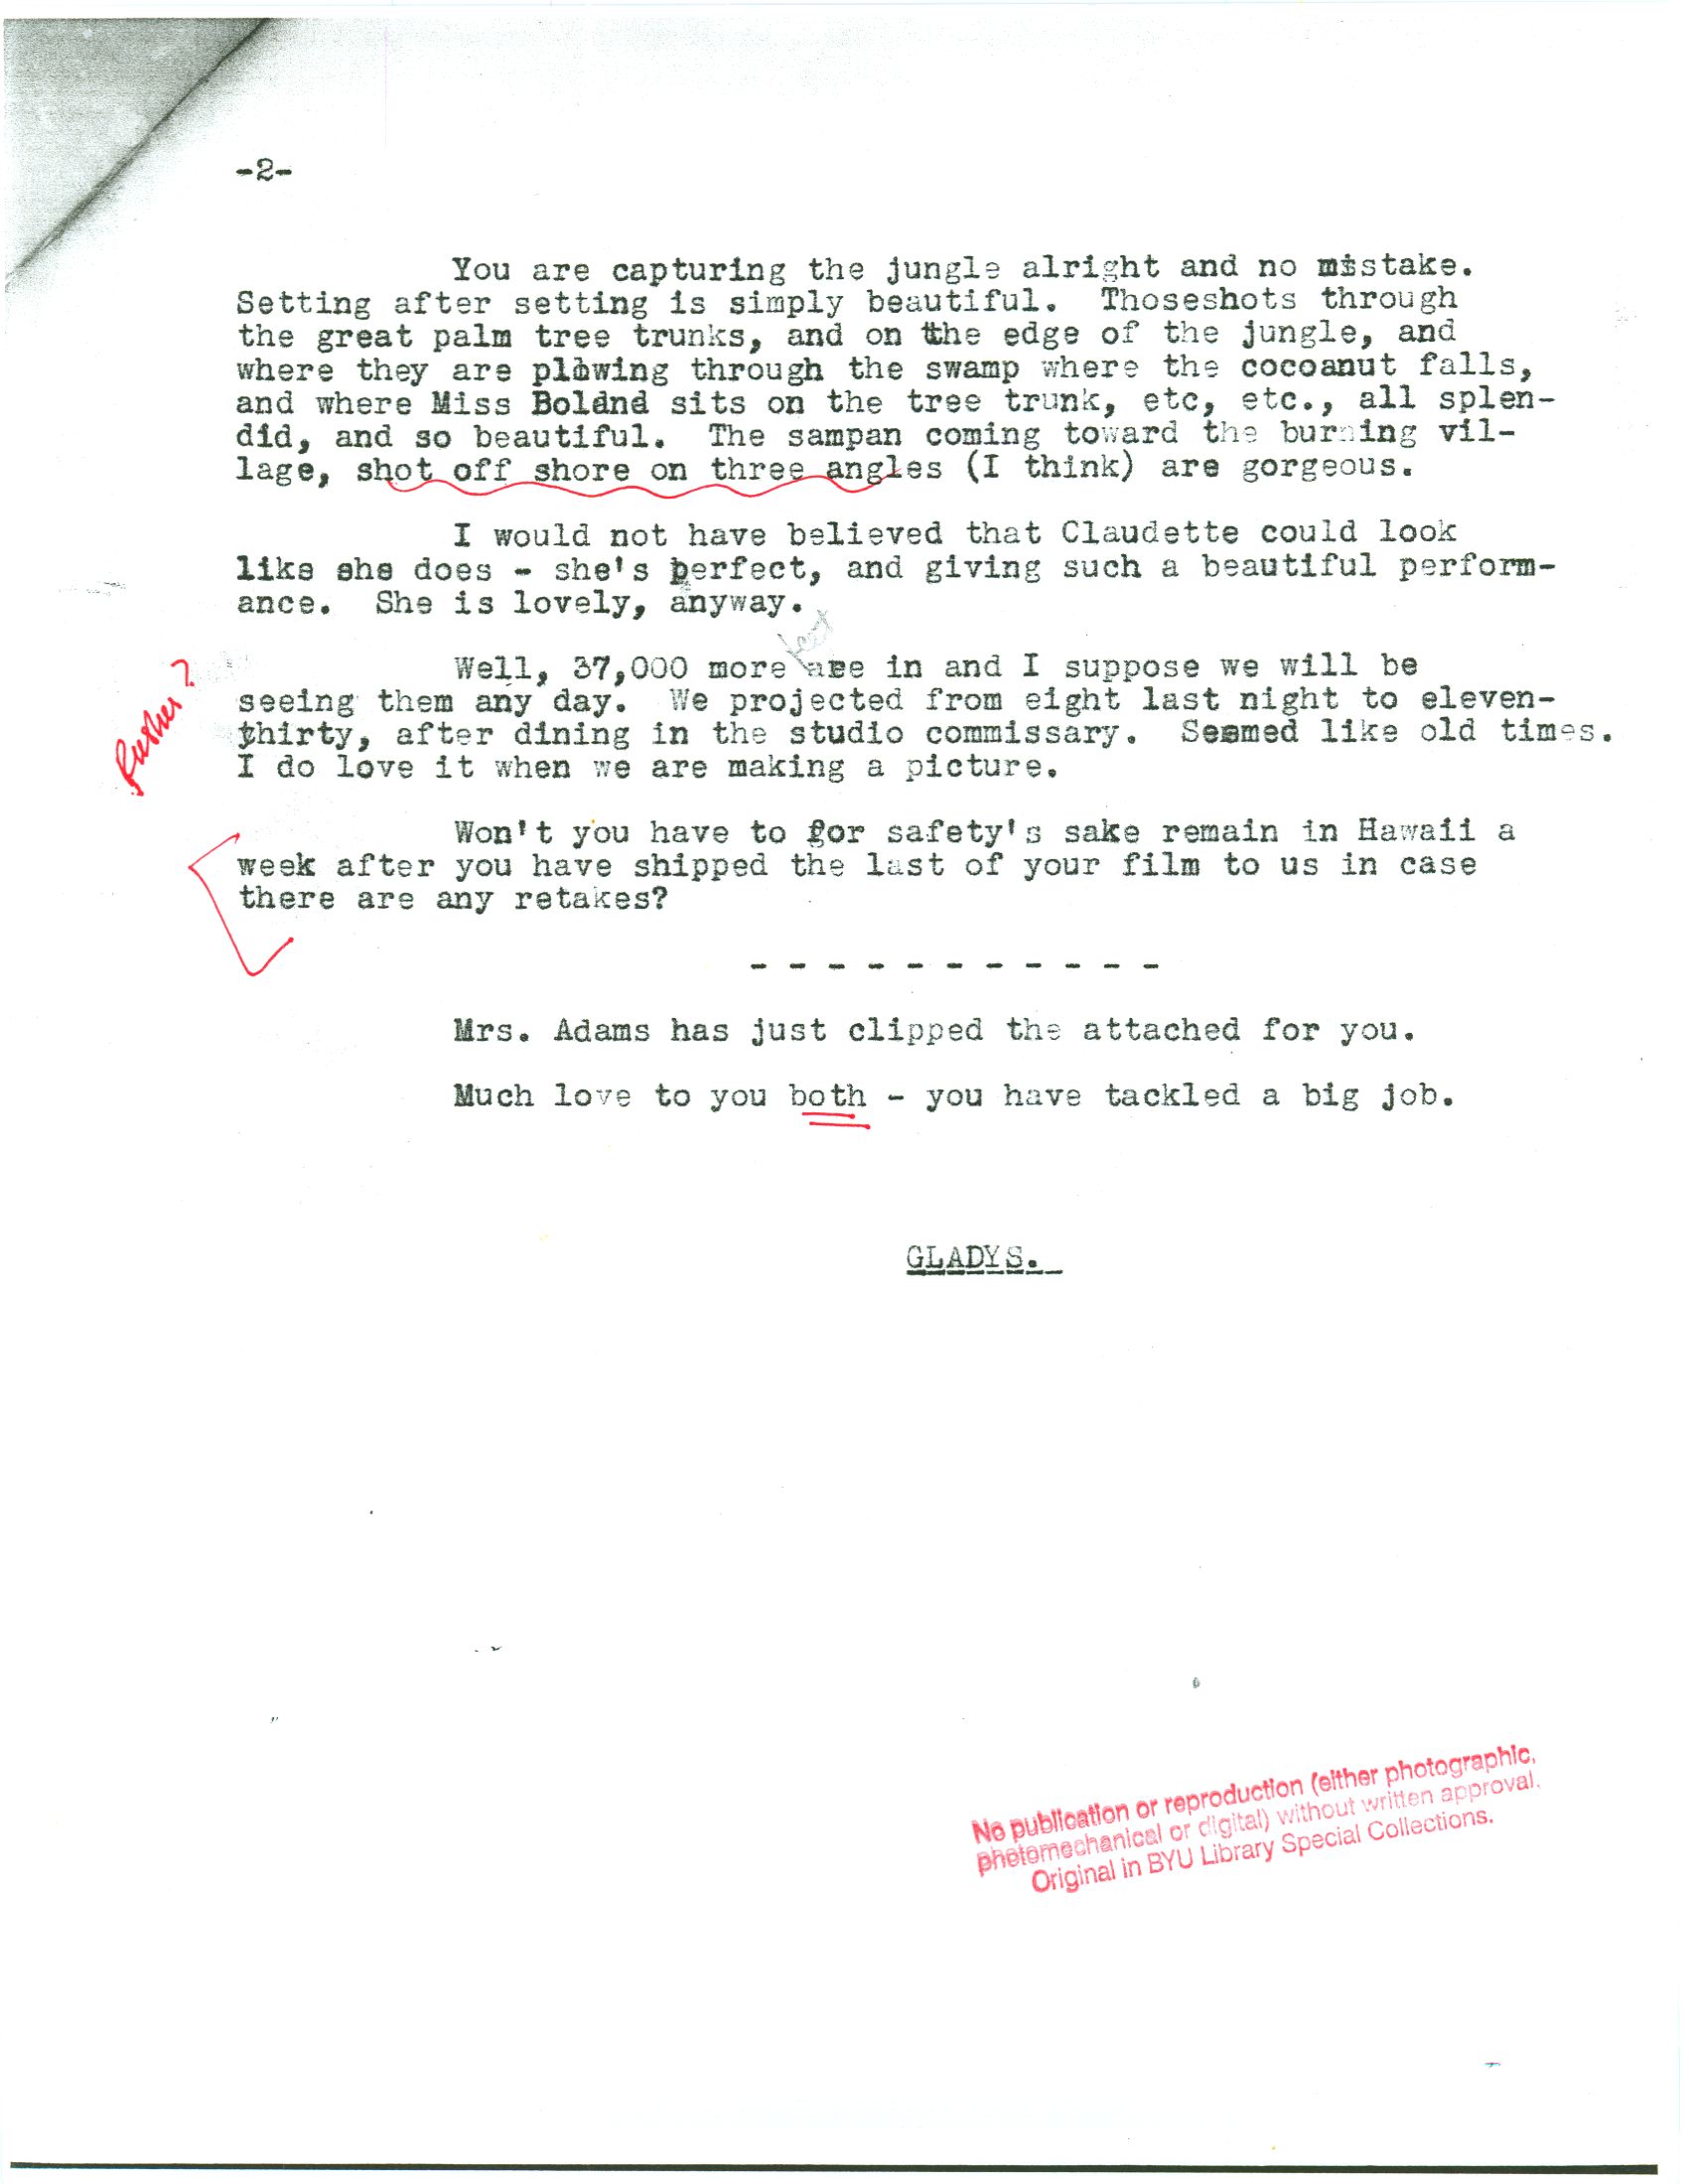 -2-
You are capturing the jungle alright and no mistake.
Setting after setting is simply beautiful. Thoseshots through
the great palm tree trunks, and on the edge of the jungle, and
where they are plowing through the swamp where the cocoanut falls,
and where Miss Boland sits on the tree trunk, etc, etc., all splen-
did, and so beautiful. The sampan coming toward the burning vil-
lage, shot off shore on three angles (I think) are gorgeous.
I would not have believed that Claudette could look
like she does - she's perfect, and giving such a beautiful perform-
ance. She is lovely, anyway.
feet
Well, 37,000 more are in and I suppose we will be
seeing them any day. We projected from eight last night to eleven-
thirty, after dining in the studio commissary. Seemed like old times.
I do love it when we are making a picture.
Rushes?
Won't you have to for safety's sake remain in Hawaii a
week after you have shipped the last of your film to us in case
there are any retakes?
- - - - - - - - - - -
Mrs. Adams has just clipped the attached for you.
Much love to you both - you have tackled a big job.
GLADYS.
No publication or reproduction (either photographic,
photomechanical or digital) without written approval.
Original in BYU Library Special Collections.